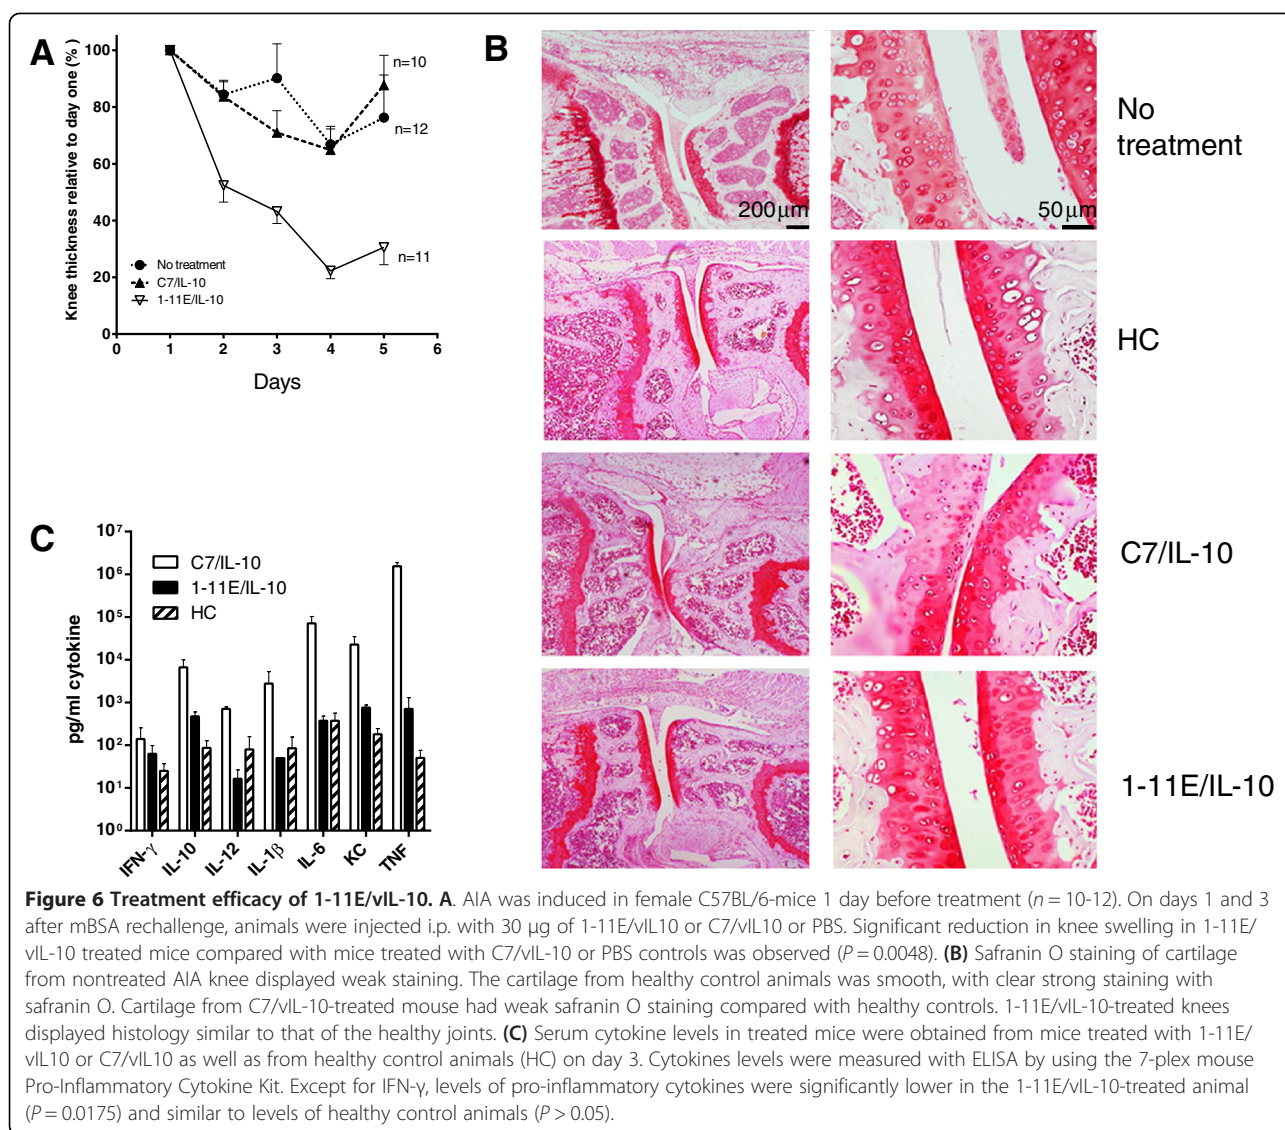 A
Knee thickness relative to day one (% )
100
80
60
40
20
0
0 1 2 3 4 5 6
Days
n=10
n=12
n=11
No treatment
C7/IL-10
1-11E/IL-10
B
200µm
50µm
No
treatment
HC
C7/IL-10
1-11E/IL-10
C
pg/ml cytokine
10⁷
10⁶
10⁵
10⁴
10³
10²
10¹
10⁰
C7/IL-10
1-11E/IL-10
HC
IFN-γ IL-10 IL-12 IL-1β IL-6 KC TNF
Figure 6 Treatment efficacy of 1-11E/vIL-10. A. AIA was induced in female C57BL/6-mice 1 day before treatment (n = 10-12). On days 1 and 3
after mBSA rechallenge, animals were injected i.p. with 30 µg of 1-11E/vIL10 or C7/vIL10 or PBS. Significant reduction in knee swelling in 1-11E/
vIL-10 treated mice compared with mice treated with C7/vIL-10 or PBS controls was observed (P = 0.0048). (B) Safranin O staining of cartilage
from nontreated AIA knee displayed weak staining. The cartilage from healthy control animals was smooth, with clear strong staining with
safranin O. Cartilage from C7/vIL-10-treated mouse had weak safranin O staining compared with healthy controls. 1-11E/vIL-10-treated knees
displayed histology similar to that of the healthy joints. (C) Serum cytokine levels in treated mice were obtained from mice treated with 1-11E/
vIL10 or C7/vIL10 as well as from healthy control animals (HC) on day 3. Cytokines levels were measured with ELISA by using the 7-plex mouse
Pro-Inflammatory Cytokine Kit. Except for IFN-γ, levels of pro-inflammatory cytokines were significantly lower in the 1-11E/vIL-10-treated animal
(P = 0.0175) and similar to levels of healthy control animals (P > 0.05).